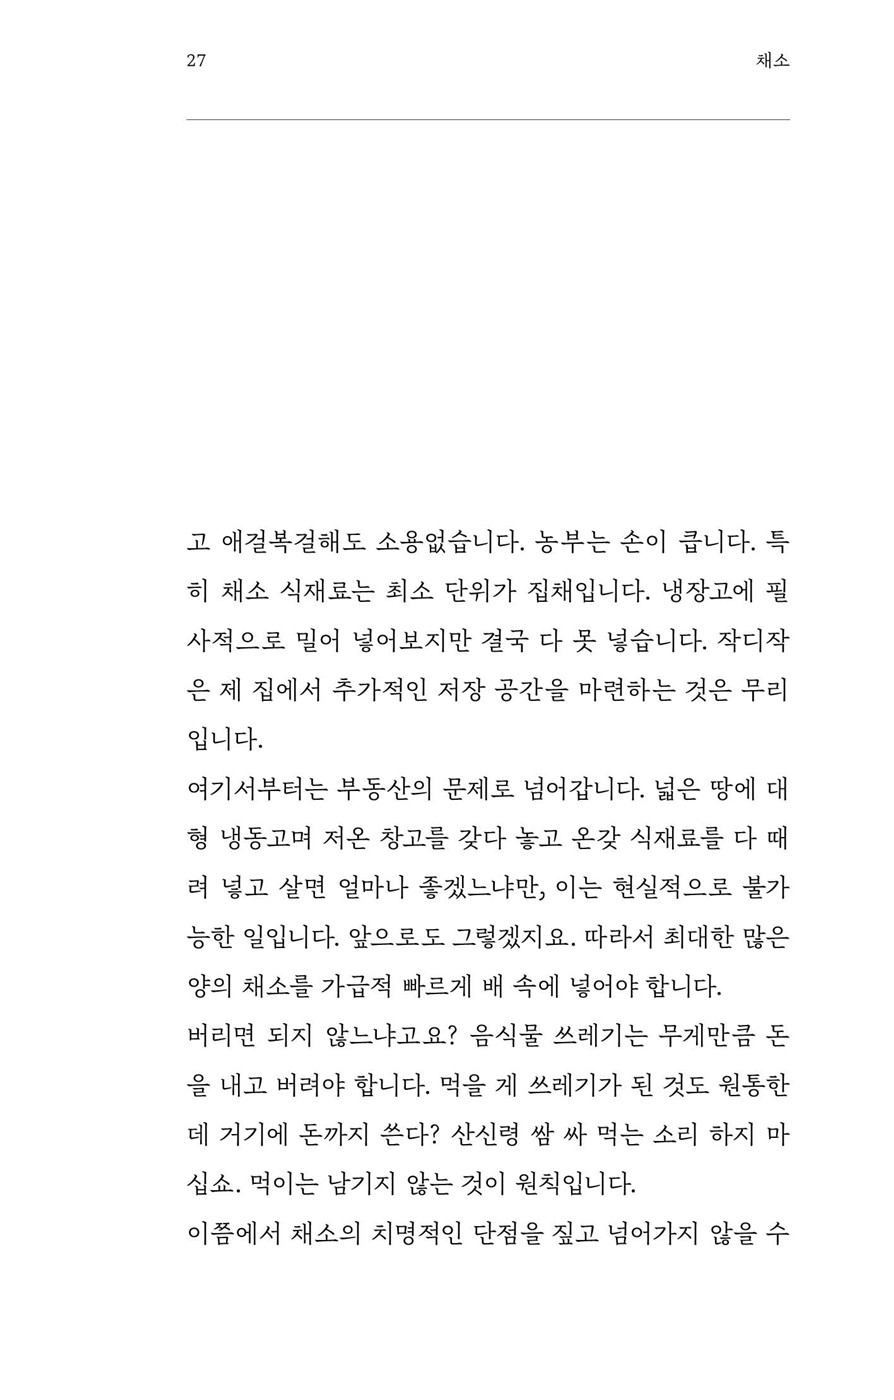 27 채소
고 애걸복걸해도 소용없습니다. 농부는 손이 큽니다. 특
히 채소 식재료는 최소 단위가 집채입니다. 냉장고에 필
사적으로 밀어 넣어보지만 결국 다 못 넣습니다. 작디작
은 제 집에서 추가적인 저장 공간을 마련하는 것은 무리
입니다.
여기서부터는 부동산의 문제로 넘어갑니다. 넓은 땅에 대
형 냉동고며 저온 창고를 갖다 놓고 온갖 식재료를 다 때
려 넣고 살면 얼마나 좋겠느냐만, 이는 현실적으로 불가
능한 일입니다. 앞으로도 그렇겠지요. 따라서 최대한 많은
양의 채소를 가급적 빠르게 배 속에 넣어야 합니다.
버리면 되지 않느냐고요? 음식물 쓰레기는 무게만큼 돈
을 내고 버려야 합니다. 먹을 게 쓰레기가 된 것도 원통한
데 거기에 돈까지 쓴다? 산신령 쌈 싸 먹는 소리 하지 마
십쇼. 먹이는 남기지 않는 것이 원칙입니다.
이쯤에서 채소의 치명적인 단점을 짚고 넘어가지 않을 수